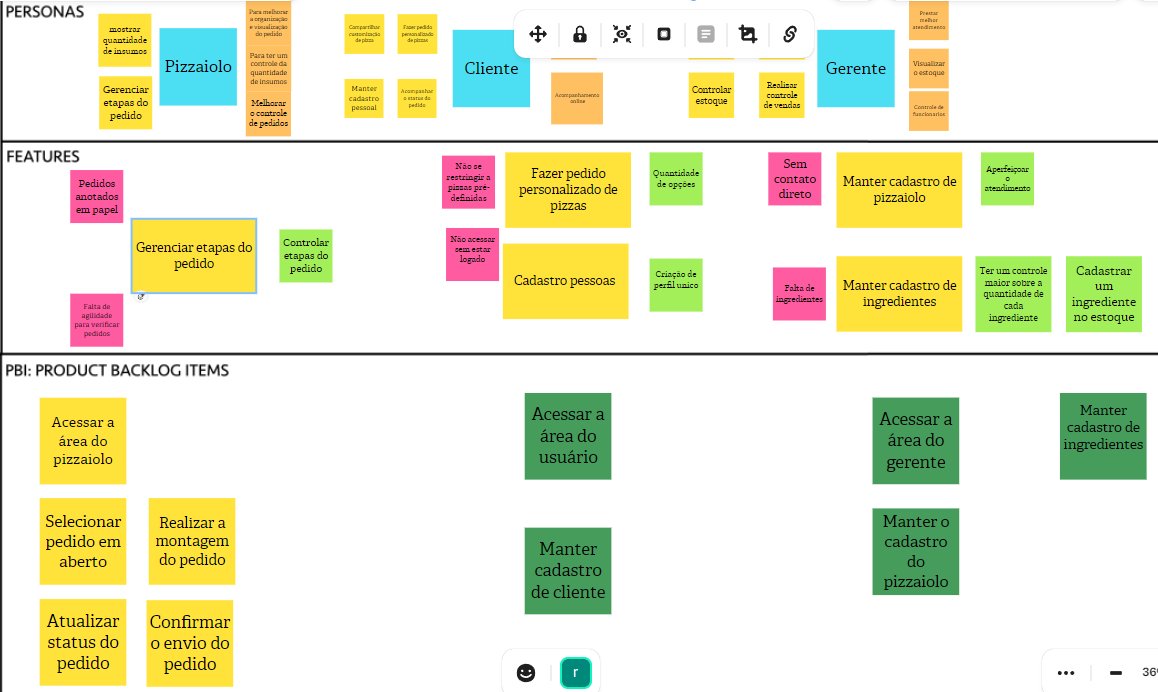 PERSONAS
mostrar
quantidade
de insumos
Gerenciar
etapas do
pedido
Pizzaiolo
Para melhorar
a organização
e visualização
do pedido
Para ter um
controle da
quantidade
de insumos
Melhorar
o controle
de pedidos
Compartilhar
customização
de pizza
Fazer pedido
personalizado
de pizza
Manter
cadastro
pessoal
Acompanhar
o status do
pedido
Cliente
Acompanhamento
online
Controlar
estoque
Realizar
controle
de vendas
Gerente
Prestar
melhor
atendimento
Visualizar
o estoque
Controle de
funcionarios
FEATURES
Pedidos
anotados
em papel
Gerenciar etapas do
pedido
Controlar
etapas do
pedido
Falta de
agilidade
para verificar
pedidos
Não se
restringir a
pizzas pré-
definidas
Fazer pedido
personalizado de
pizzas
Quantidade
de opções
Não acessar
sem estar
logado
Cadastro pessoas
Criação de
perfil unico
Sem
contato
direto
Manter cadastro de
pizzaiolo
Aperfeiçoar
o
atendimento
Falta de
ingredientes
Manter cadastro de
ingredientes
Ter um controle
maior sobre a
quantidade de
cada
ingrediente
Cadastrar
um
ingrediente
no estoque
PBI: PRODUCT BACKLOG ITEMS
Acessar a
área do
pizzaiolo
Selecionar
pedido em
aberto
Realizar a
montagem
do pedido
Atualizar
status do
pedido
Confirmar
o envio do
pedido
Acessar a
área do
usuário
Manter
cadastro
de cliente
Acessar a
área do
gerente
Manter o
cadastro
do
pizzaiolo
Manter
cadastro de
ingredientes
r
36